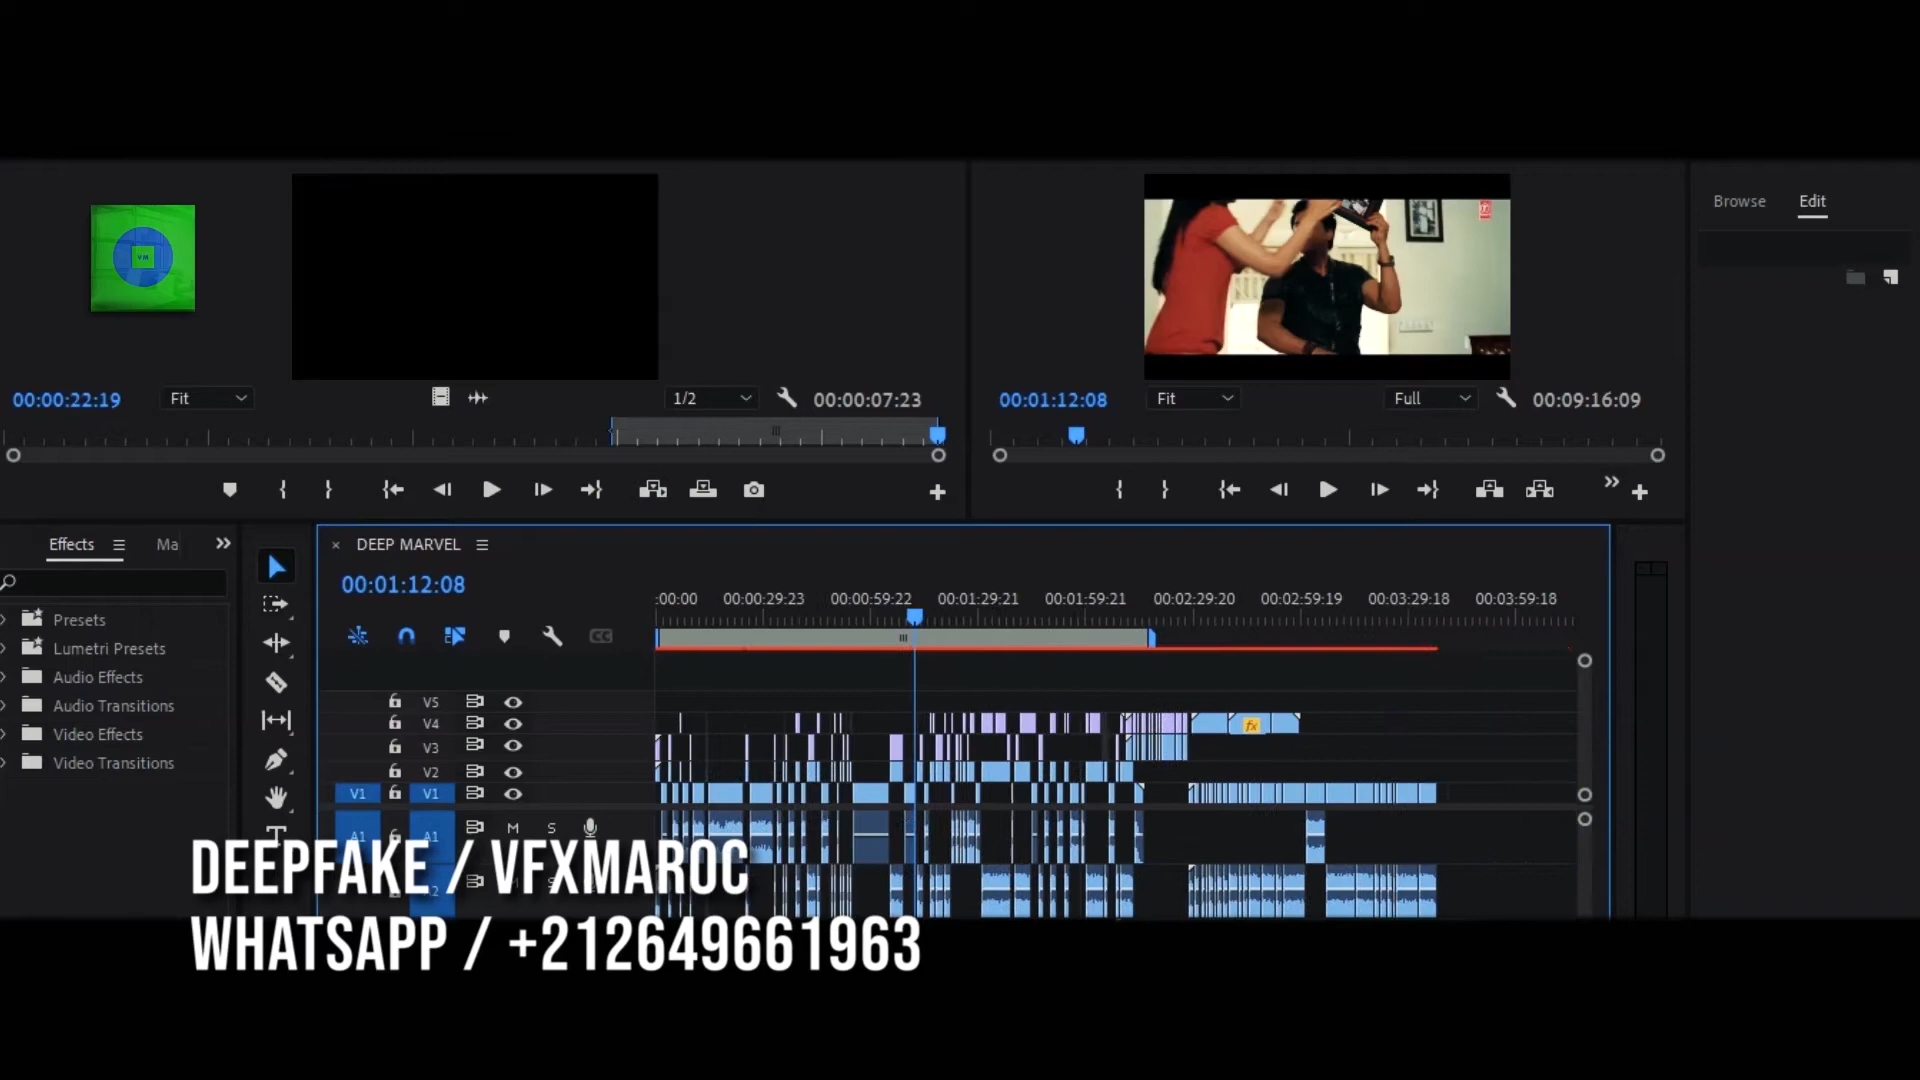 Browse Edit
VM
00:00:22:19 Fit 1/2 00:00:07:23
00:01:12:08 Fit Full 00:09:16:09
Effects Ma
× DEEP MARVEL
00:01:12:08
:00:00 00:00:29:23 00:00:59:22 00:01:29:21 00:01:59:21 00:02:29:20 00:02:59:19 00:03:29:18 00:03:59:18
CC
Presets
Lumetri Presets
Audio Effects
Audio Transitions
Video Effects
Video Transitions
V5
V4
fx
V3
V2
V1 V1
A1 A1 M S
DEEPFAKE / VFXMAROC
WHATSAPP / +212649661963